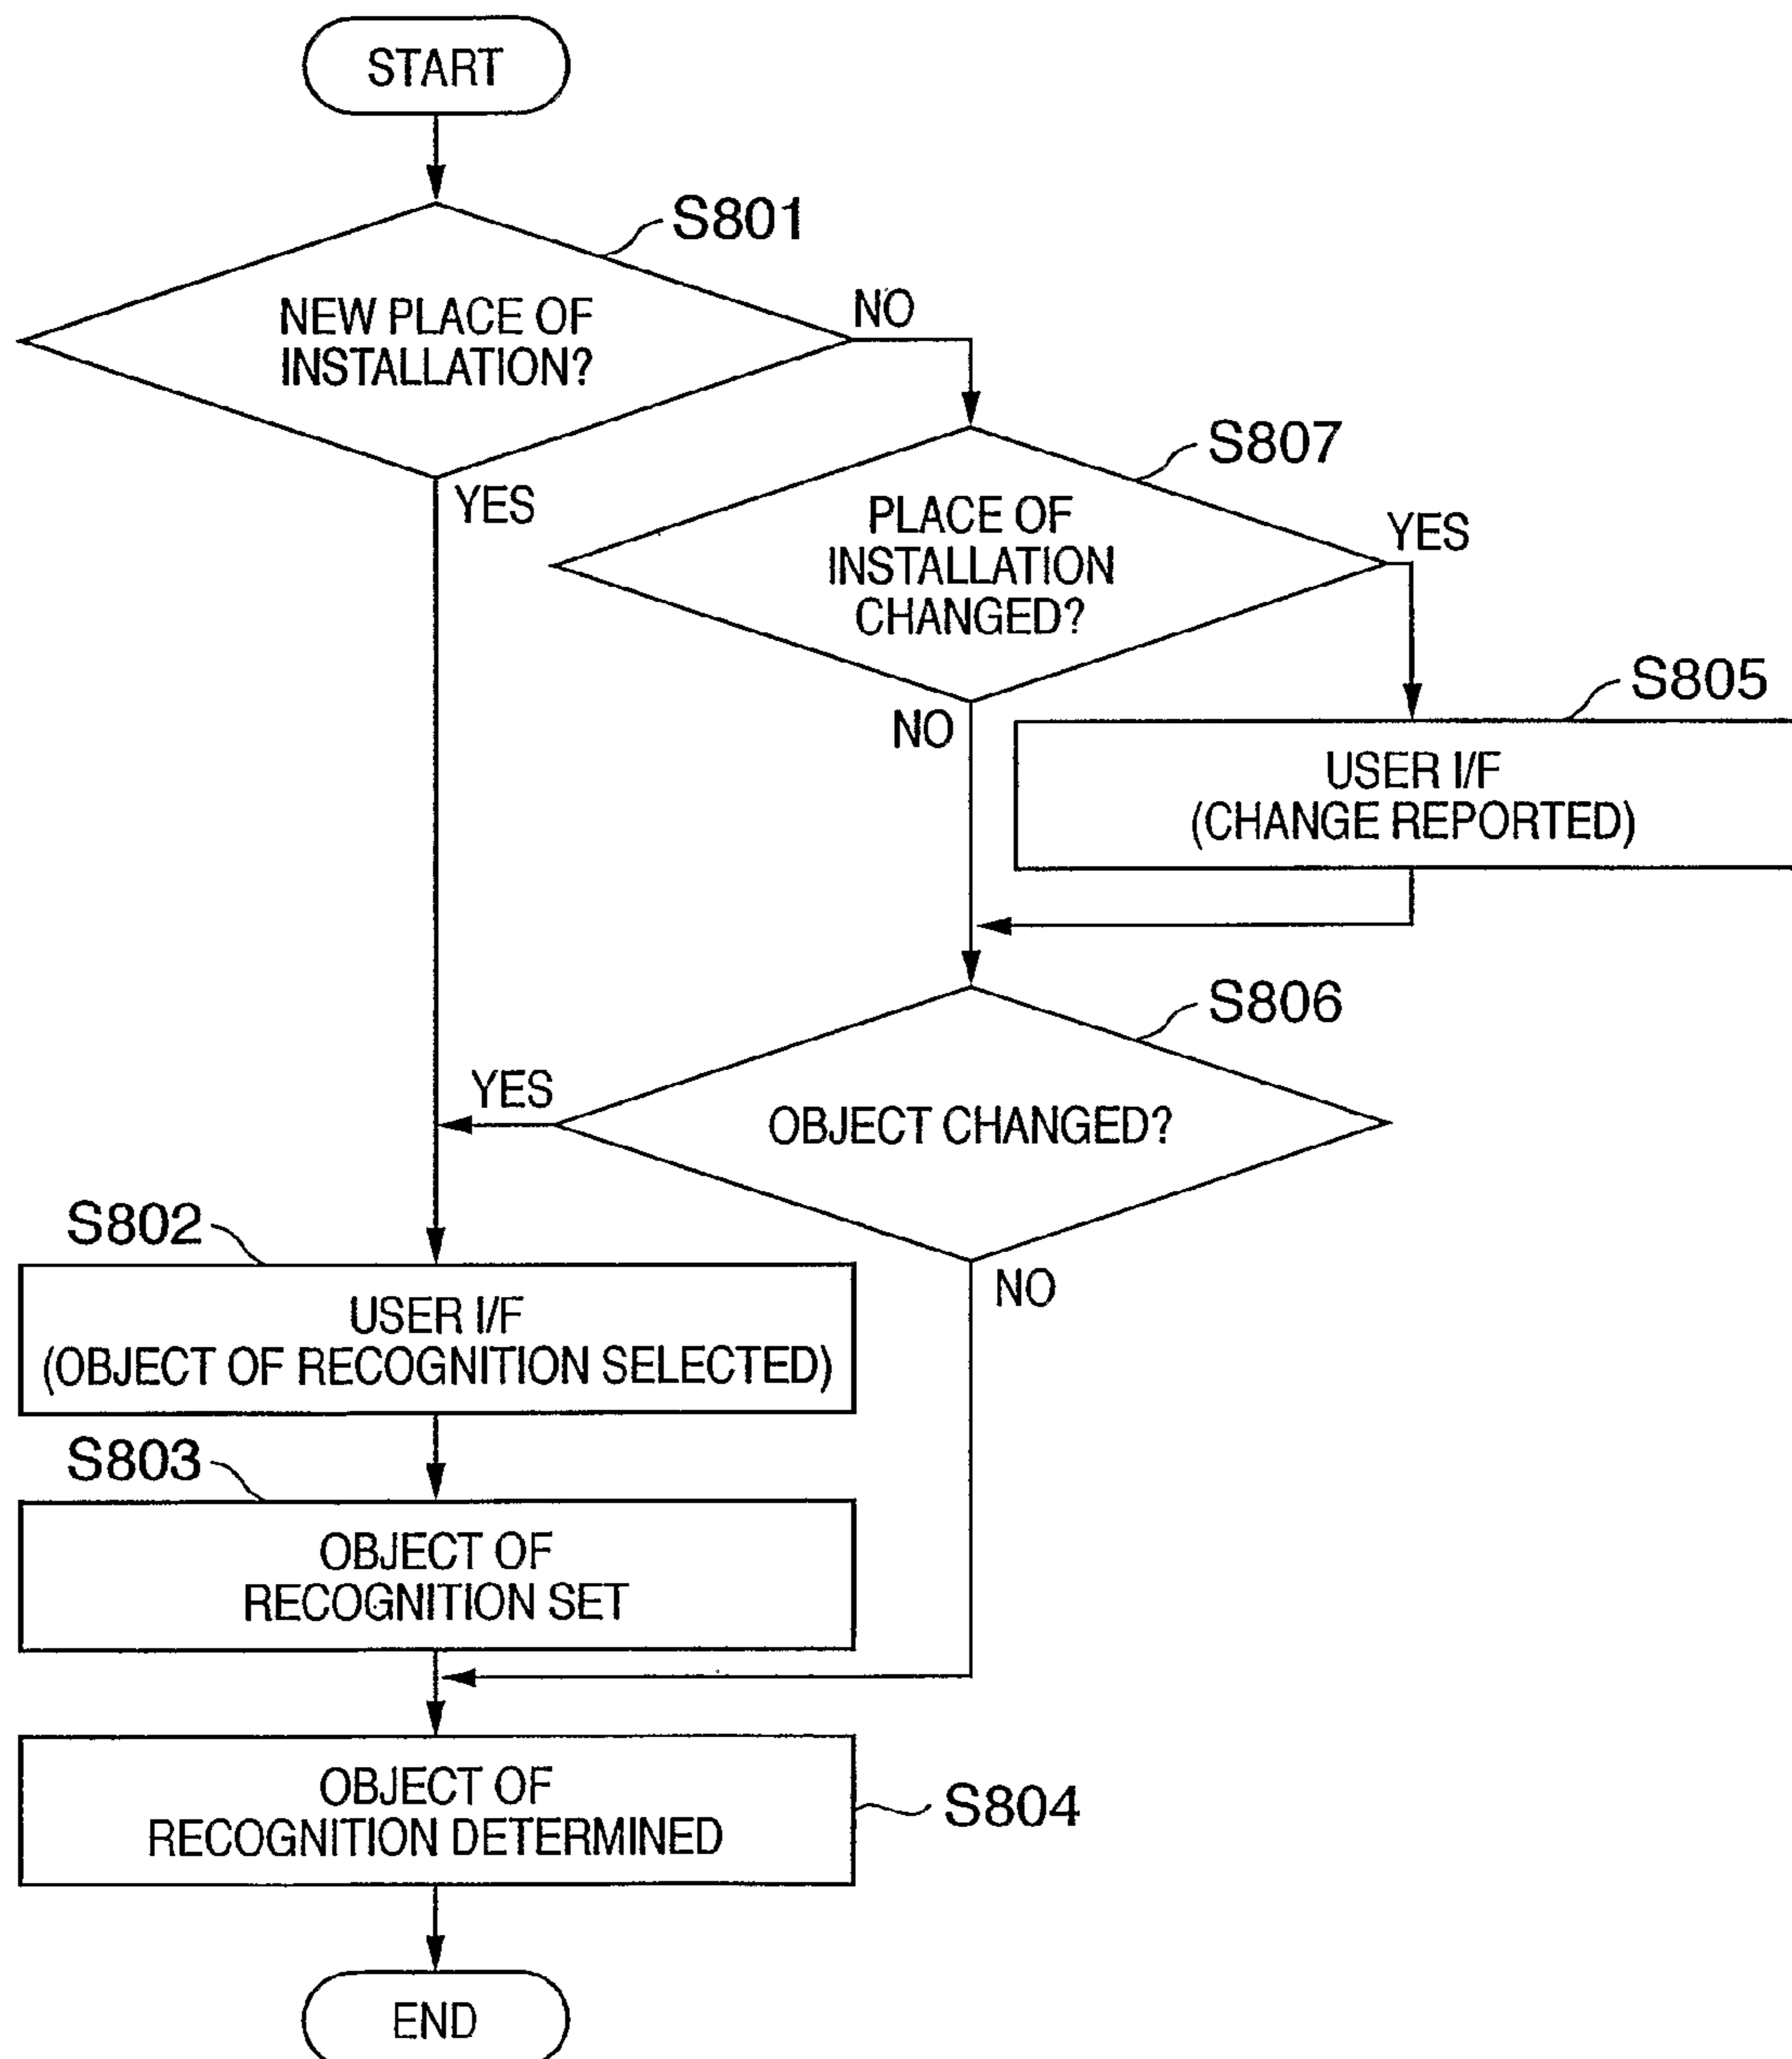 START
S801
NEW PLACE OF
INSTALLATION?
NO
YES
S807
PLACE OF
INSTALLATION
CHANGED?
YES
NO
S805
USER I/F
(CHANGE REPORTED)
S806
OBJECT CHANGED?
YES
NO
S802
USER I/F
(OBJECT OF RECOGNITION SELECTED)
S803
OBJECT OF
RECOGNITION SET
OBJECT OF
RECOGNITION DETERMINED
S804
END